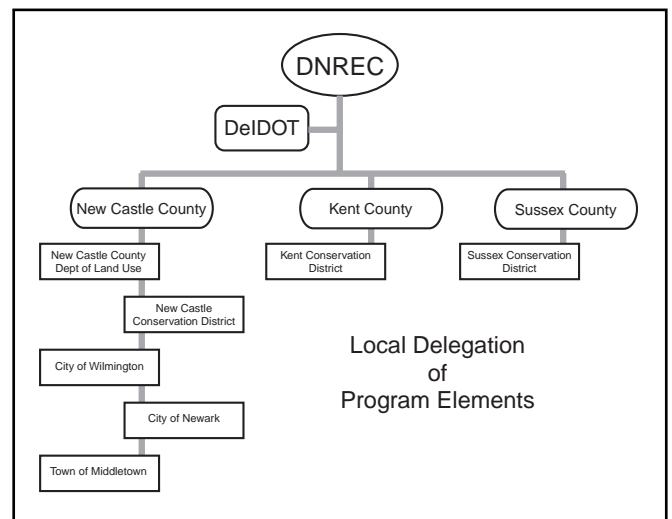 DNREC
DelDOT
New Castle County
Kent County
Sussex County
New Castle County
Dept of Land Use
Kent Conservation
District
Sussex Conservation
District
New Castle
Conservation District
City of Wilmington
City of Newark
Town of Middletown
Local Delegation
of
Program Elements